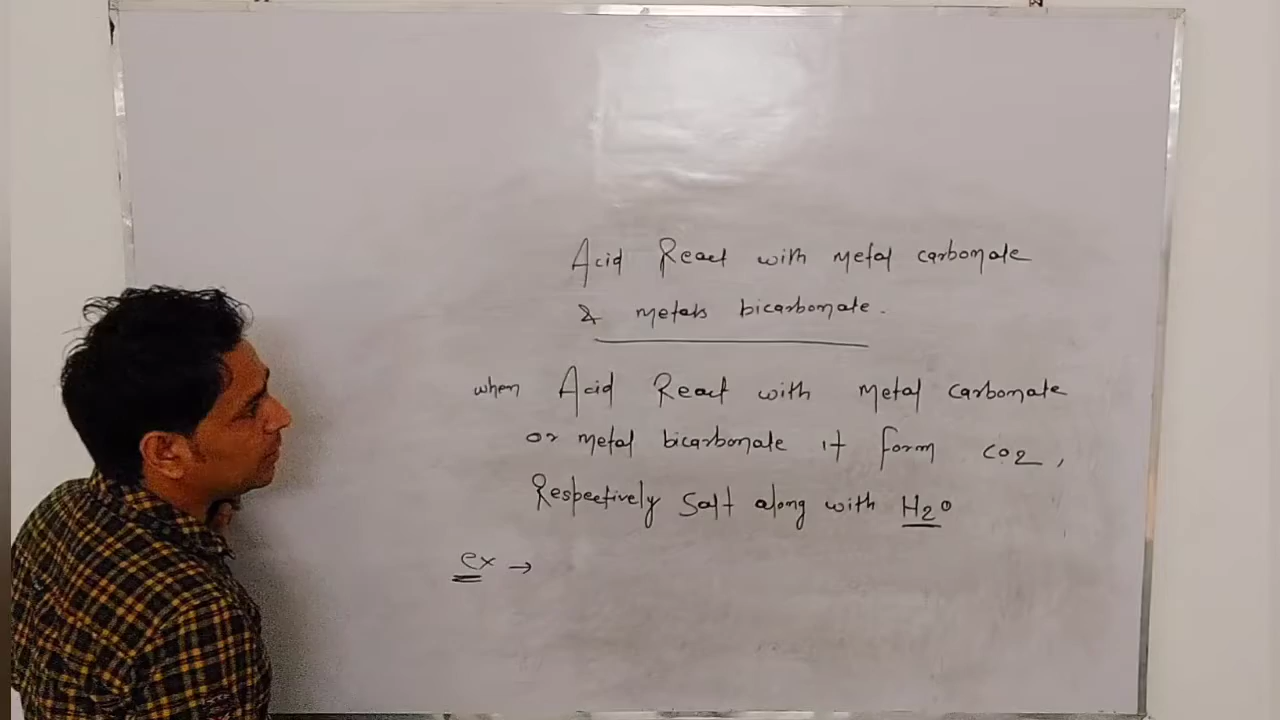 Acid React with metal carbonate
& metals bicarbonate.
when Acid React with metal carbonate
or metal bicarbonate it form CO2,
Respectively Salt along with H2O
ex →